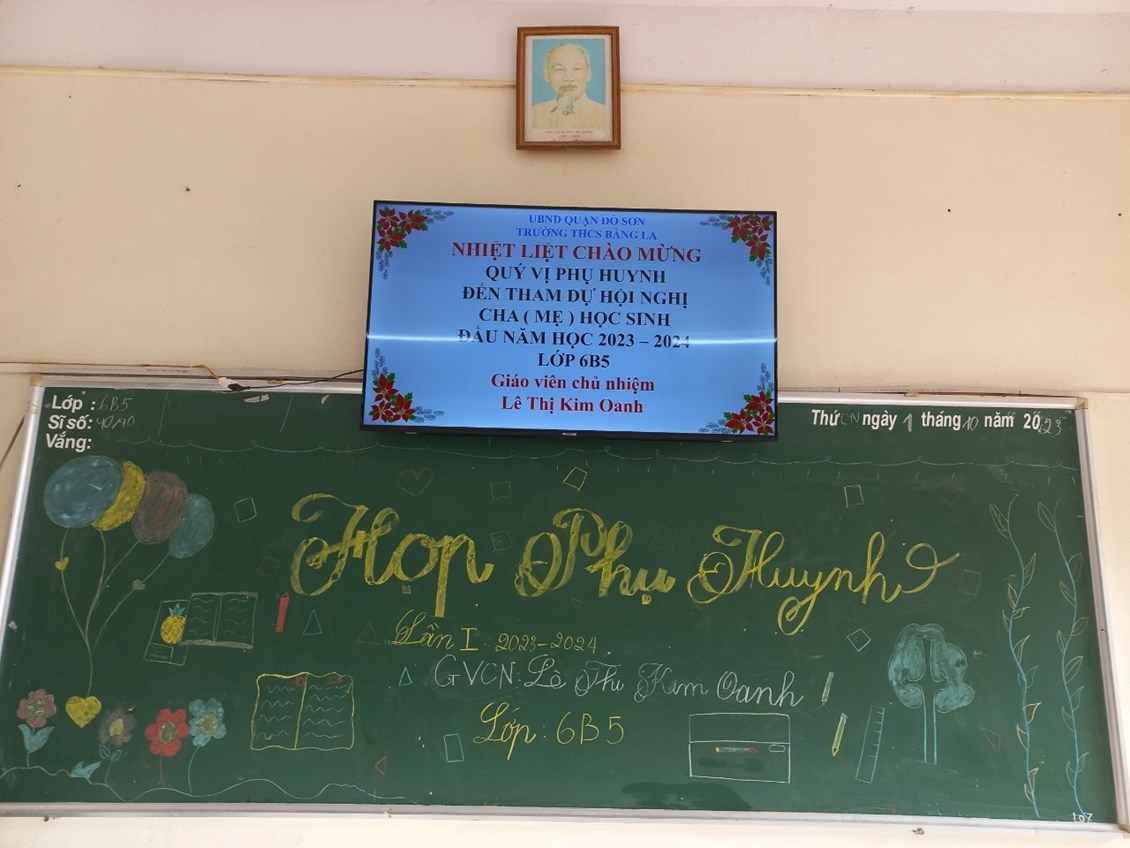 UBND QUẬN ĐỒ SƠN
TRƯỜNG THCS BÀNG LA
NHIỆT LIỆT CHÀO MỪNG
QUÝ VỊ PHỤ HUYNH
ĐẾN THAM DỰ HỘI NGHỊ
CHA ( MẸ ) HỌC SINH
ĐẦU NĂM HỌC 2023 – 2024
LỚP 6B5
Giáo viên chủ nhiệm
Lê Thị Kim Oanh
Lớp : 6B5
Sĩ số: 40/40
Vắng:
Thứ CN ngày 1 tháng 10 năm 2023
Họp Phụ Huynh
Lần I 2023-2024
GVCN: Lê Thị Kim Oanh
Lớp: 6B5